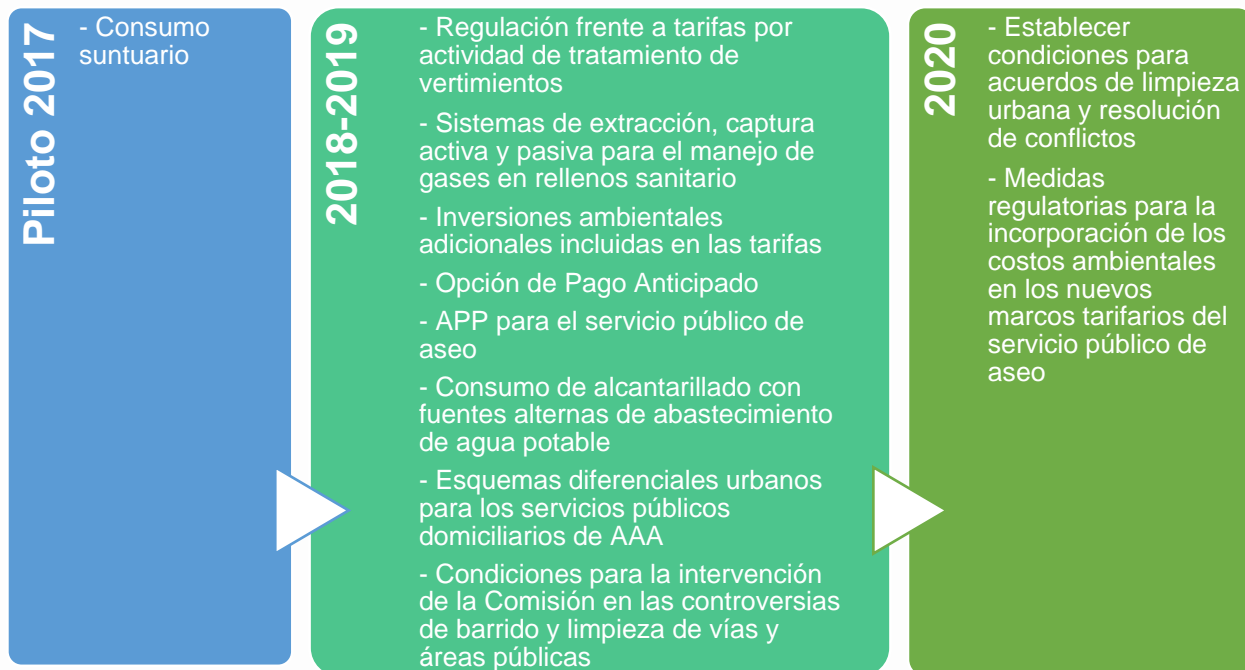 Piloto 2017
- Consumo
suntuario
2018-2019
- Regulación frente a tarifas por
actividad de tratamiento de
vertimientos
- Sistemas de extracción, captura
activa y pasiva para el manejo de
gases en rellenos sanitario
- Inversiones ambientales
adicionales incluidas en las tarifas
- Opción de Pago Anticipado
- APP para el servicio público de
aseo
- Consumo de alcantarillado con
fuentes alternas de abastecimiento
de agua potable
- Esquemas diferenciales urbanos
para los servicios públicos
domiciliarios de AAA
- Condiciones para la intervención
de la Comisión en las controversias
de barrido y limpieza de vías y
áreas públicas
2020
- Establecer
condiciones para
acuerdos de limpieza
urbana y resolución
de conflictos
- Medidas
regulatorias para la
incorporación de los
costos ambientales
en los nuevos
marcos tarifarios del
servicio público de
aseo